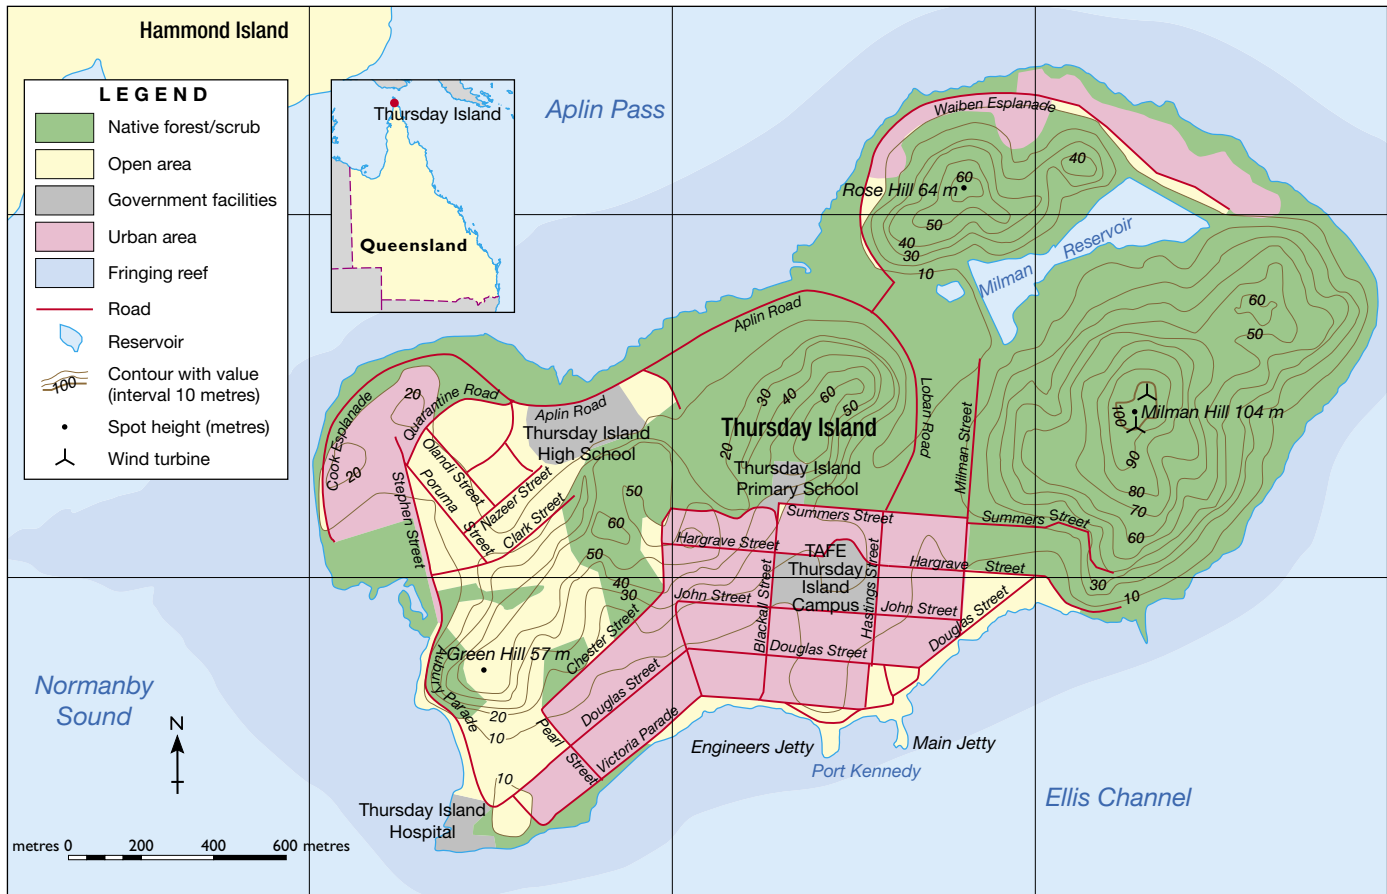 Hammond Island
LEGEND
Native forest/scrub
Open area
Government facilities
Urban area
Fringing reef
Road
Reservoir
100
Contour with value
(interval 10 metres)
Spot height (metres)
Wind turbine
Thursday Island
Queensland
Aplin Pass
Waiben Esplanade
40
60
Rose Hill 64 m
50
40
30
10
Milman Reservoir
60
50
Aplin Road
30
40
60
50
20
Thursday Island
Loban Road
Milman Street
100
Milman Hill 104 m
90
80
70
60
30
10
Cook Esplanade
20
20
Quarantine Road
Aplin Road
Thursday Island
High School
Olandi Street
Poruma Street
Nazeer Street
Clark Street
Stephen Street
50
60
50
40
30
Thursday Island
Primary School
Summers Street
Summers Street
Hargrave Street
Hargrave Street
TAFE
Thursday
Island
Campus
John Street
John Street
Blackall Street
Hastings Street
Douglas Street
Douglas Street
Chester Street
Green Hill 57 m
Aubury Parade
Douglas Street
Victoria Parade
Pearl Street
20
10
10
Normanby
Sound
N
Engineers Jetty
Main Jetty
Port Kennedy
Ellis Channel
Thursday Island
Hospital
metres 0 200 400 600 metres